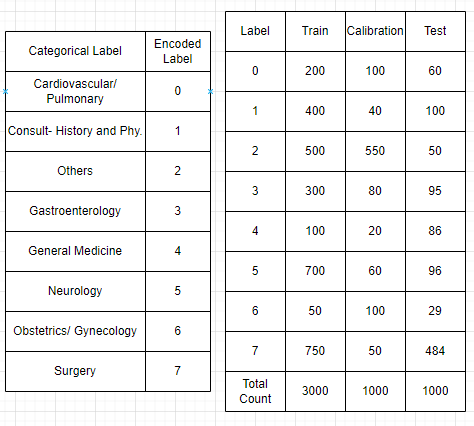 Categorical Label Encoded Label
Cardiovascular/ Pulmonary 0
Consult- History and Phy. 1
Others 2
Gastroenterology 3
General Medicine 4
Neurology 5
Obstetrics/ Gynecology 6
Surgery 7
Label Train Calibration Test
0 200 100 60
1 400 40 100
2 500 550 50
3 300 80 95
4 100 20 86
5 700 60 96
6 50 100 29
7 750 50 484
Total Count 3000 1000 1000